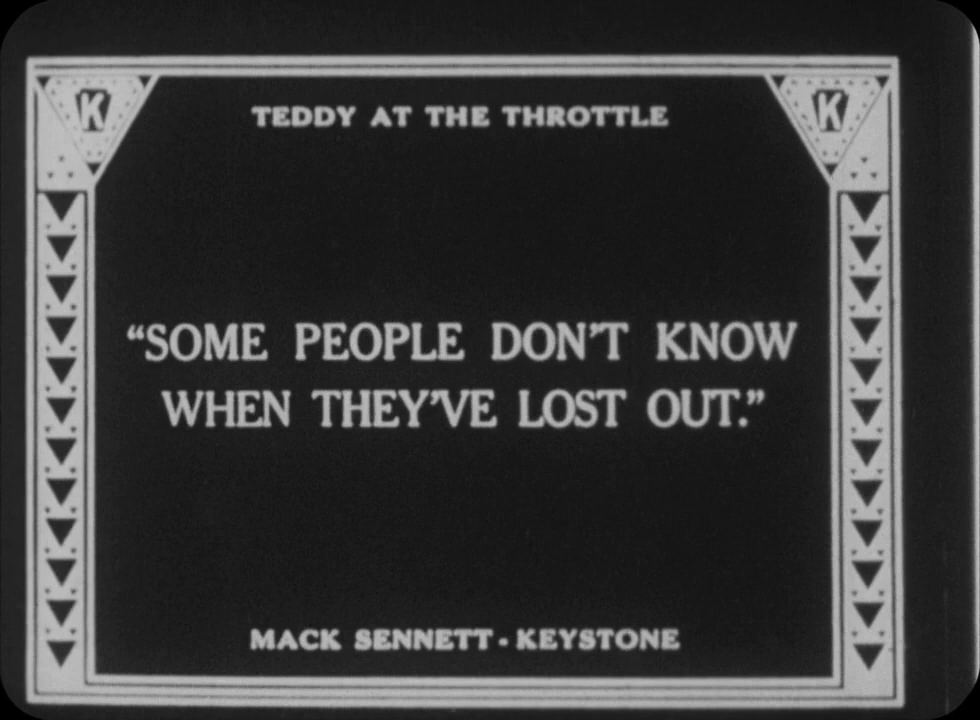 K K
TEDDY AT THE THROTTLE
“SOME PEOPLE DON’T KNOW
WHEN THEY’VE LOST OUT.”
MACK SENNETT - KEYSTONE